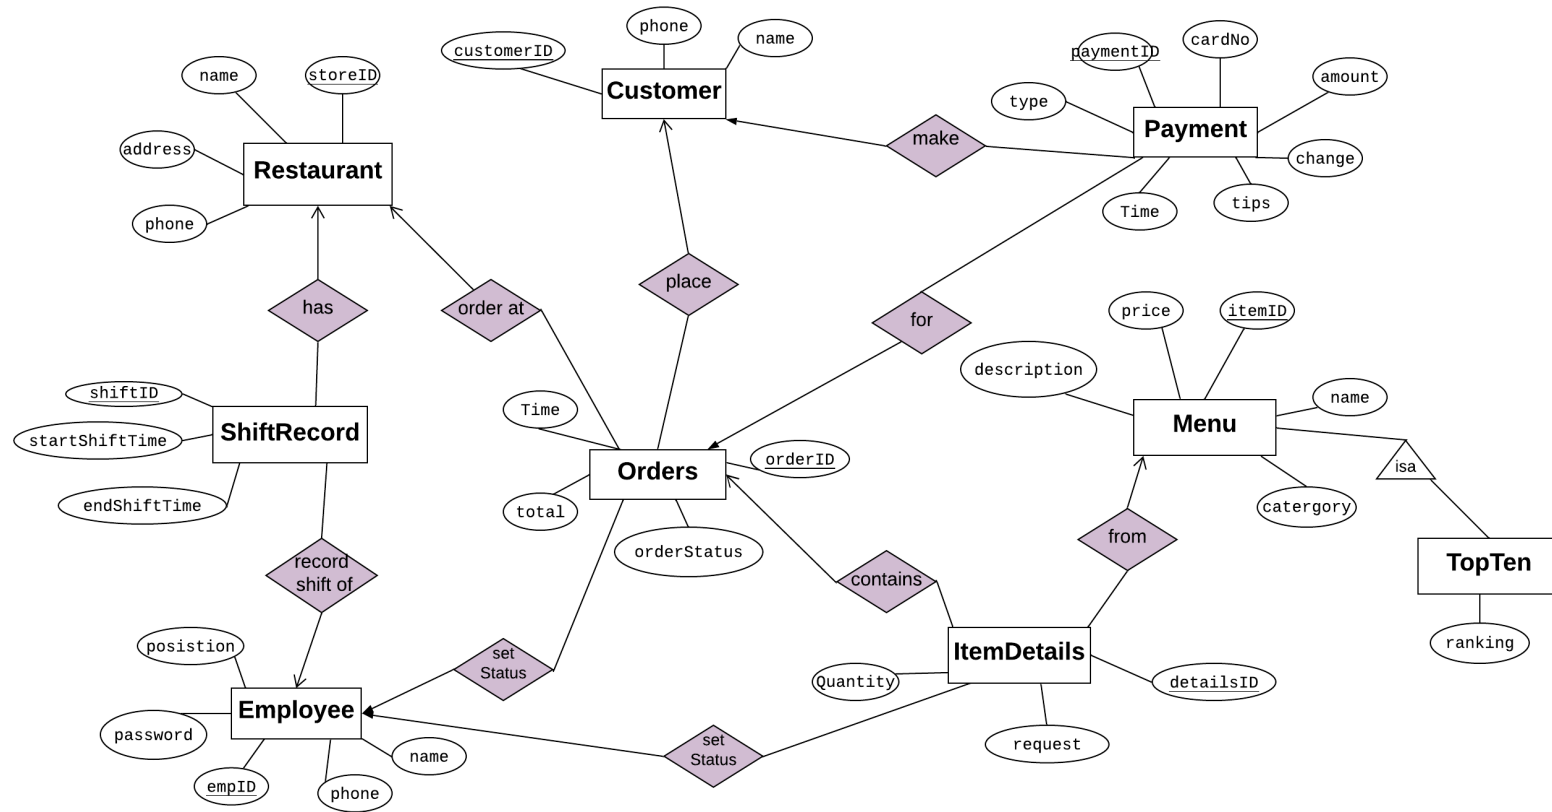 phone
customerID
name
Customer
paymentID
cardNo
amount
type
Payment
change
Time
tips
make
name
storeID
address
Restaurant
phone
has
order at
place
for
price
itemID
description
name
Menu
isa
catergory
TopTen
ranking
shiftID
startShiftTime
ShiftRecord
endShiftTime
Time
Orders
orderID
total
orderStatus
from
contains
record
shift of
set
Status
ItemDetails
Quantity
detailsID
request
posistion
Employee
password
name
empID
phone
set
Status